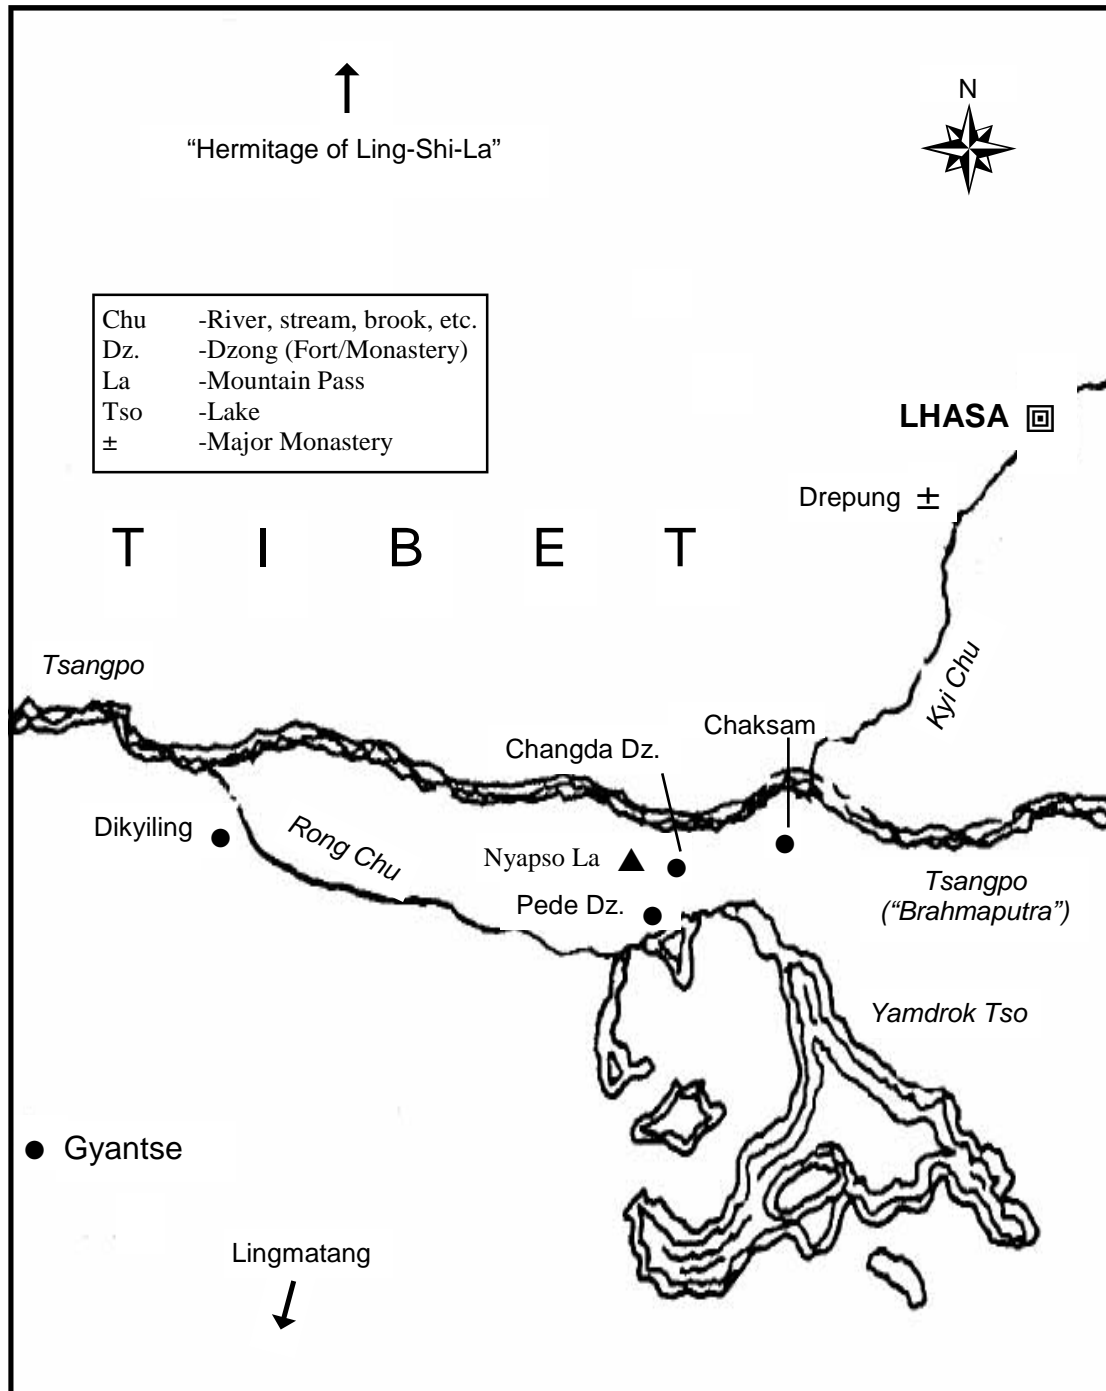 N
“Hermitage of Ling-Shi-La”
Chu -River, stream, brook, etc.
Dz. -Dzong (Fort/Monastery)
La -Mountain Pass
Tso -Lake
± -Major Monastery
LHASA
Drepung ±
T I B E T
Tsangpo
Kyi Chu
Chaksam
Changda Dz.
Dikyiling
Rong Chu
Nyapso La
Pede Dz.
Tsangpo
(“Brahmaputra”)
Yamdrok Tso
Gyantse
Lingmatang